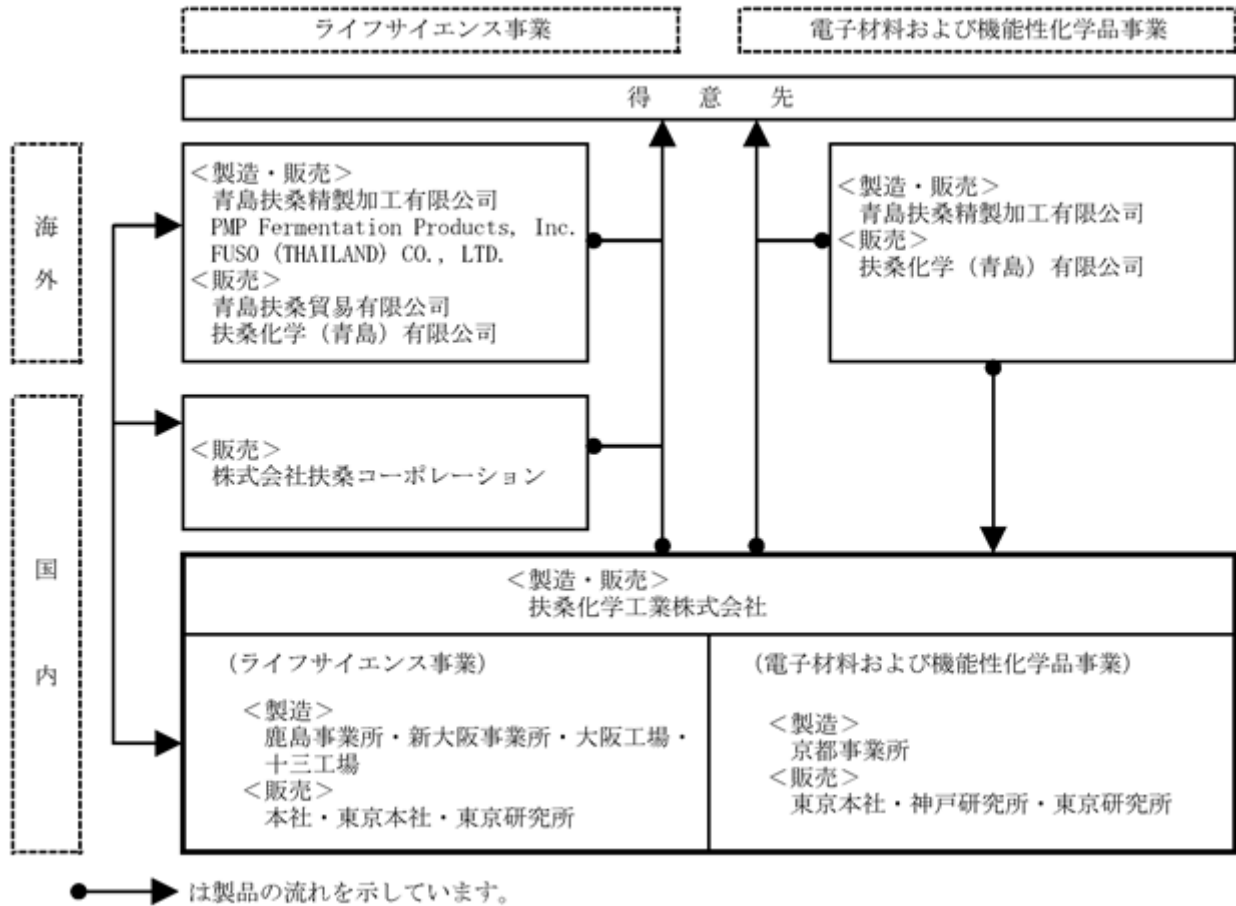 ライフサイエンス事業
電子材料および機能性化学品事業
得 意 先
海
外
<製造・販売>
青島扶桑精製加工有限公司
PMP Fermentation Products, Inc.
FUSO (THAILAND) CO., LTD.
<販売>
青島扶桑貿易有限公司
扶桑化学(青島)有限公司
<製造・販売>
青島扶桑精製加工有限公司
<販売>
扶桑化学(青島)有限公司
国
内
<販売>
株式会社扶桑コーポレーション
<製造・販売>
扶桑化学工業株式会社
(ライフサイエンス事業)
<製造>
鹿島事業所・新大阪事業所・大阪工場・
十三工場
<販売>
本社・東京本社・東京研究所
(電子材料および機能性化学品事業)
<製造>
京都事業所
<販売>
東京本社・神戸研究所・東京研究所
は製品の流れを示しています。